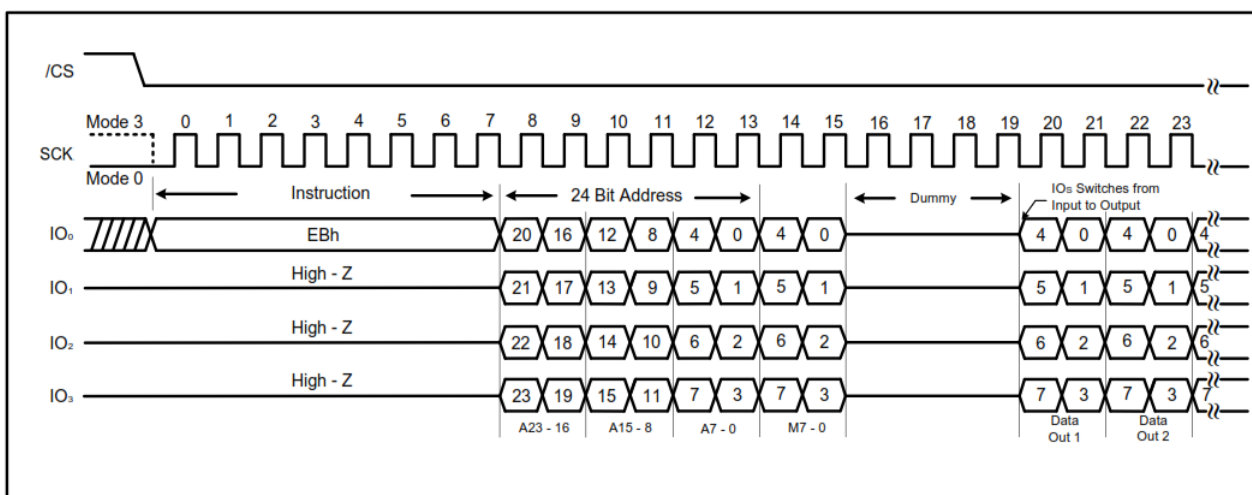 /CS
Mode 3 0 1 2 3 4 5 6 7 8 9 10 11 12 13 14 15 16 17 18 19 20 21 22 23
SCK
Mode 0
Instruction 24 Bit Address Dummy IOs Switches from
Input to Output
IO₀ EBh 20 16 12 8 4 0 4 0 4 0 4 0 4
High - Z
IO₁ 21 17 13 9 5 1 5 1 5 1 5 1 5
High - Z
IO₂ 22 18 14 10 6 2 6 2 6 2 6 2 6
High - Z
IO₃ 23 19 15 11 7 3 7 3 7 3 7 3 7
A23 - 16 A15 - 8 A7 - 0 M7 - 0 Data Data
Out 1 Out 2